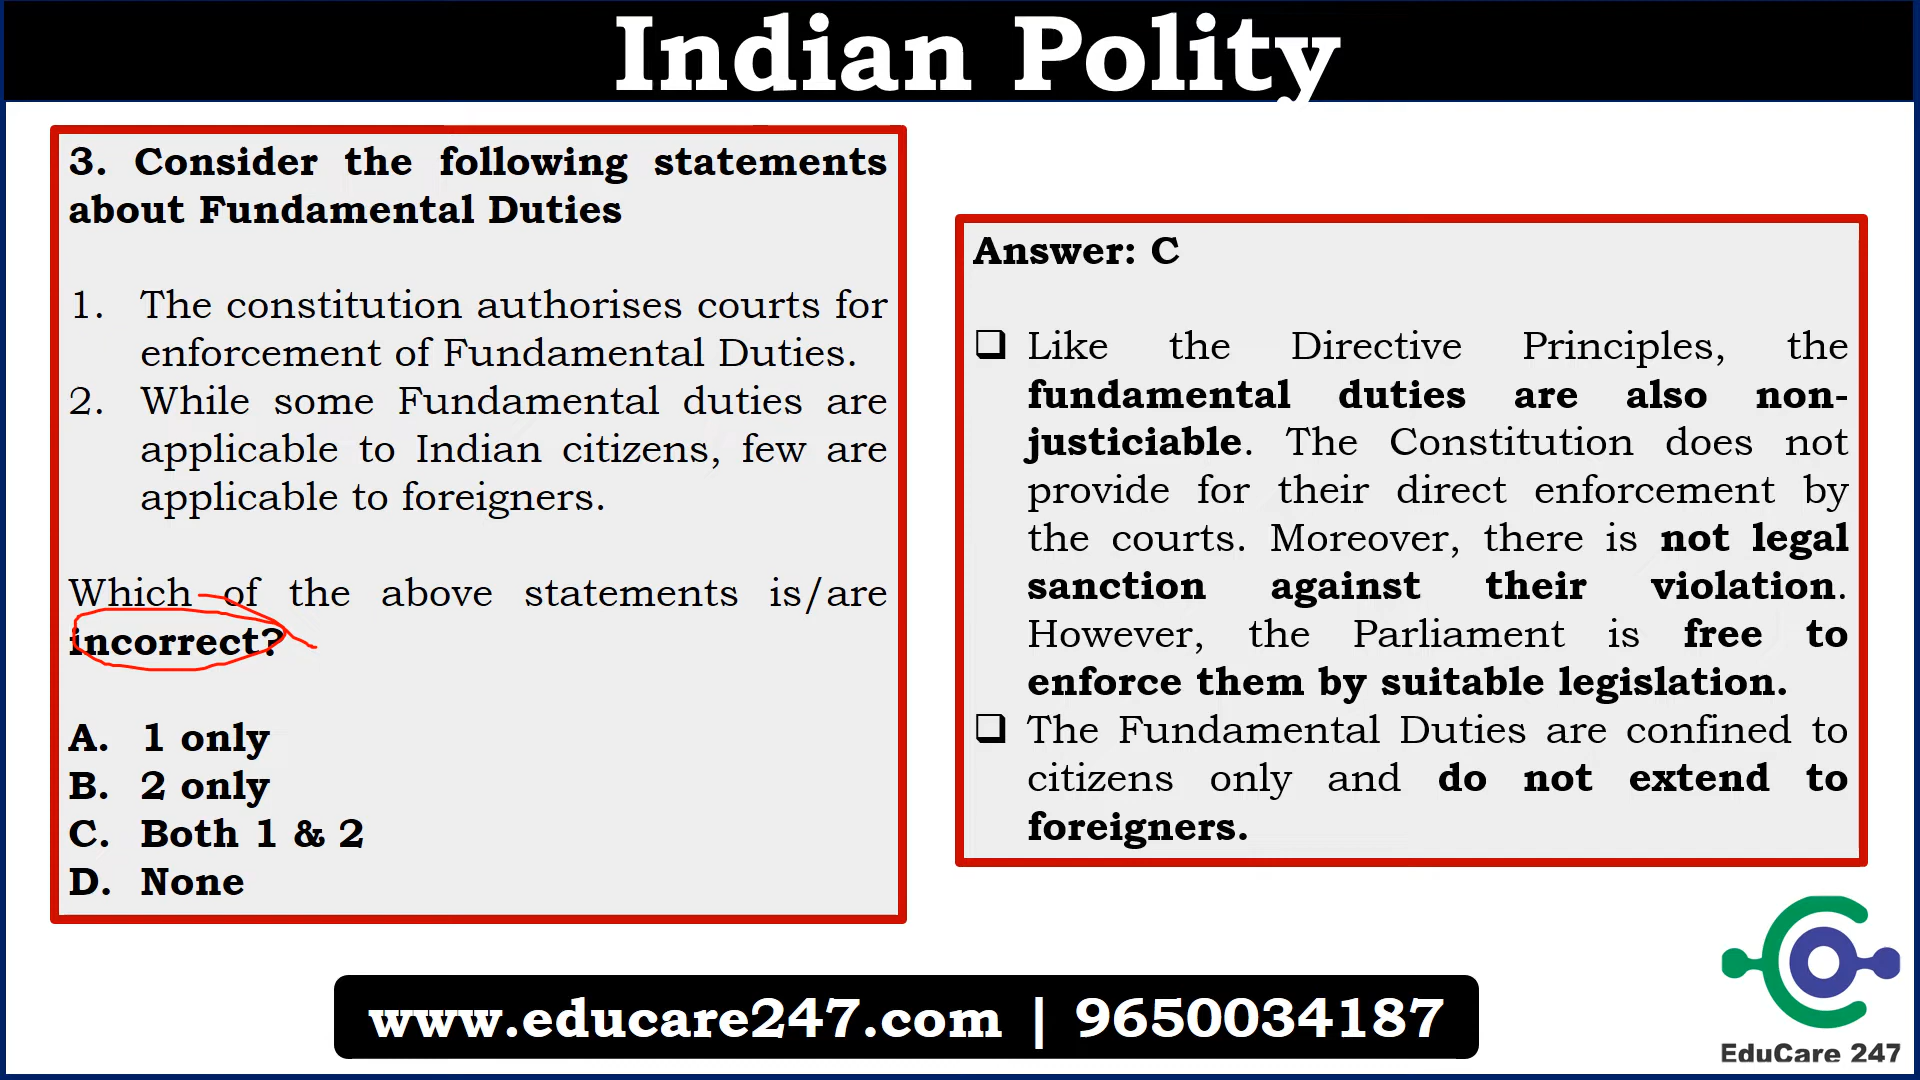 Indian Polity
3. Consider the following statements
about Fundamental Duties
1. The constitution authorises courts for
enforcement of Fundamental Duties.
2. While some Fundamental duties are
applicable to Indian citizens, few are
applicable to foreigners.
Which of the above statements is/are
incorrect?
A. 1 only
B. 2 only
C. Both 1 & 2
D. None
Answer: C
Like the Directive Principles, the
fundamental duties are also non-
justiciable. The Constitution does not
provide for their direct enforcement by
the courts. Moreover, there is not legal
sanction against their violation.
However, the Parliament is free to
enforce them by suitable legislation.
The Fundamental Duties are confined to
citizens only and do not extend to
foreigners.
www.educare247.com | 9650034187
EduCare 247